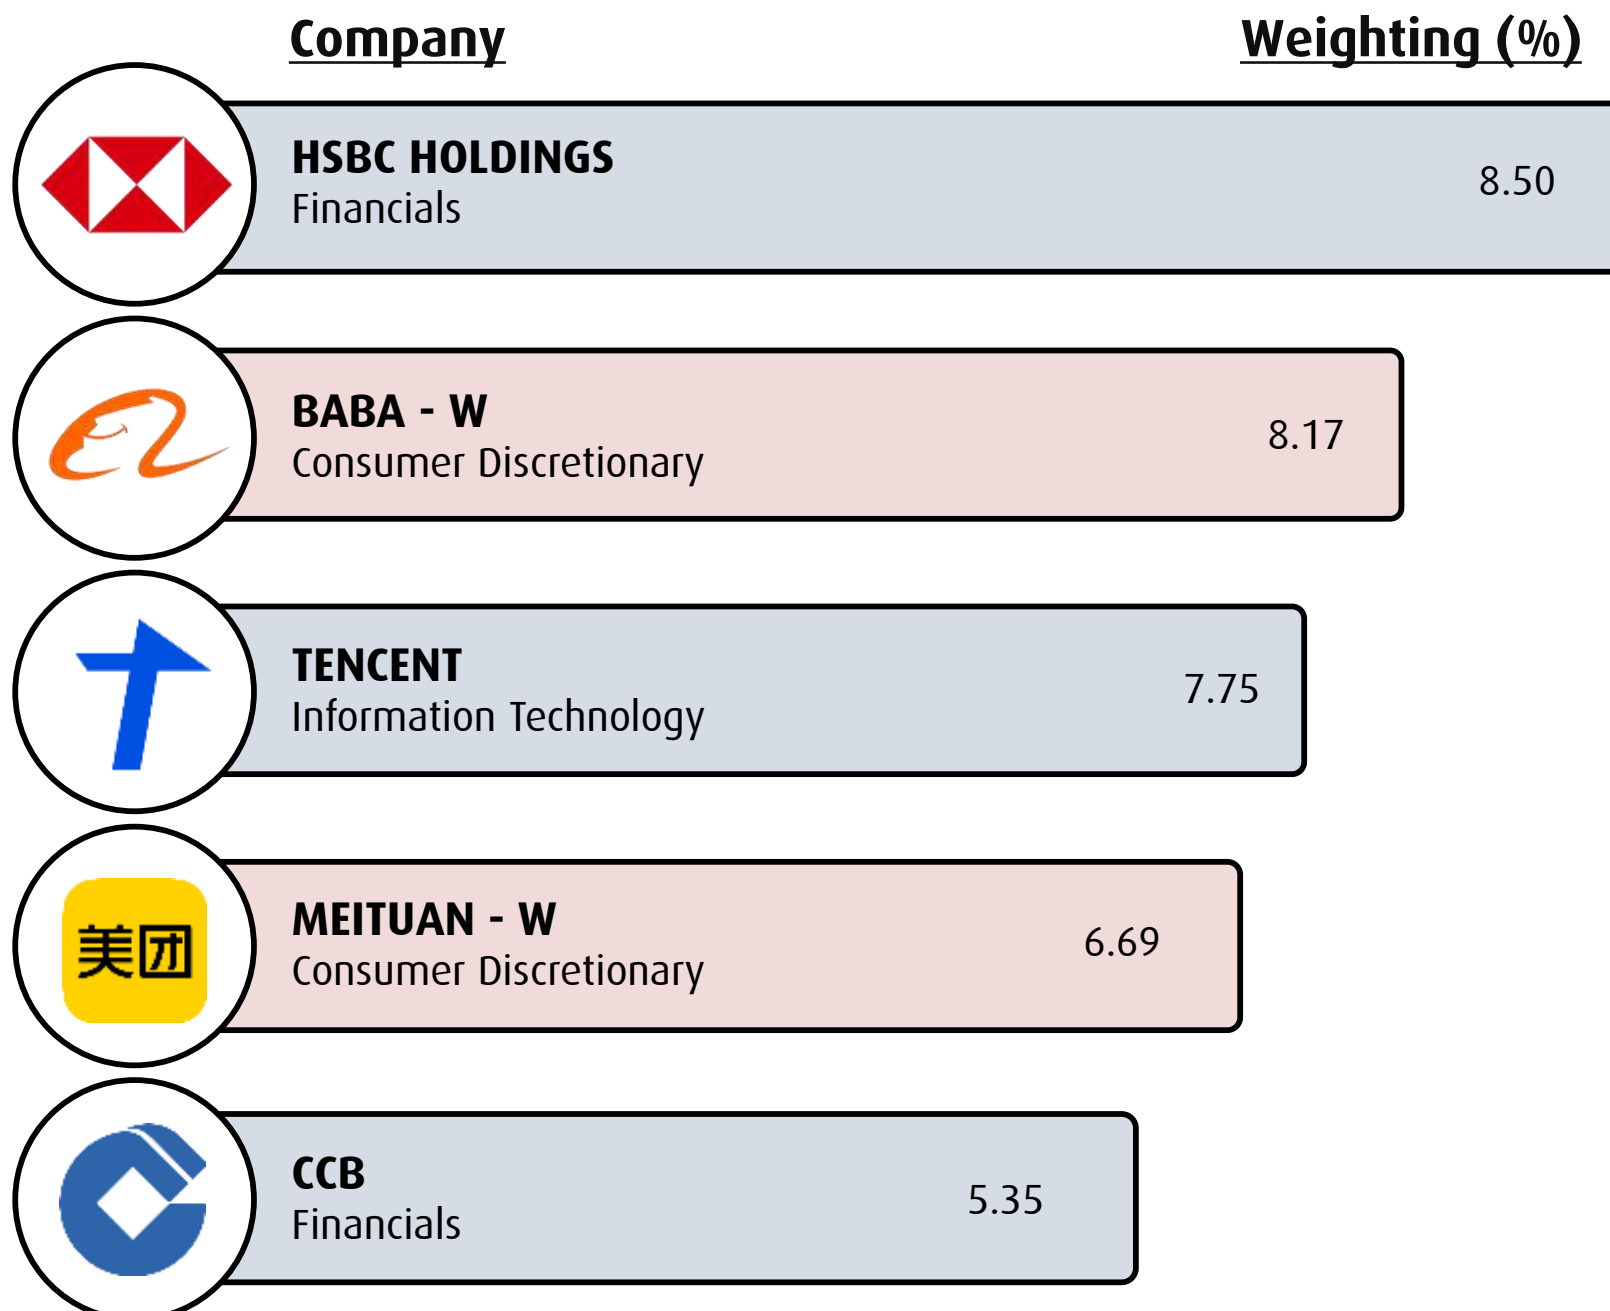 Company Weighting (%)
HSBC HOLDINGS
Financials
8.50
BABA - W
Consumer Discretionary
8.17
TENCENT
Information Technology
7.75
美团
MEITUAN - W
Consumer Discretionary
6.69
CCB
Financials
5.35